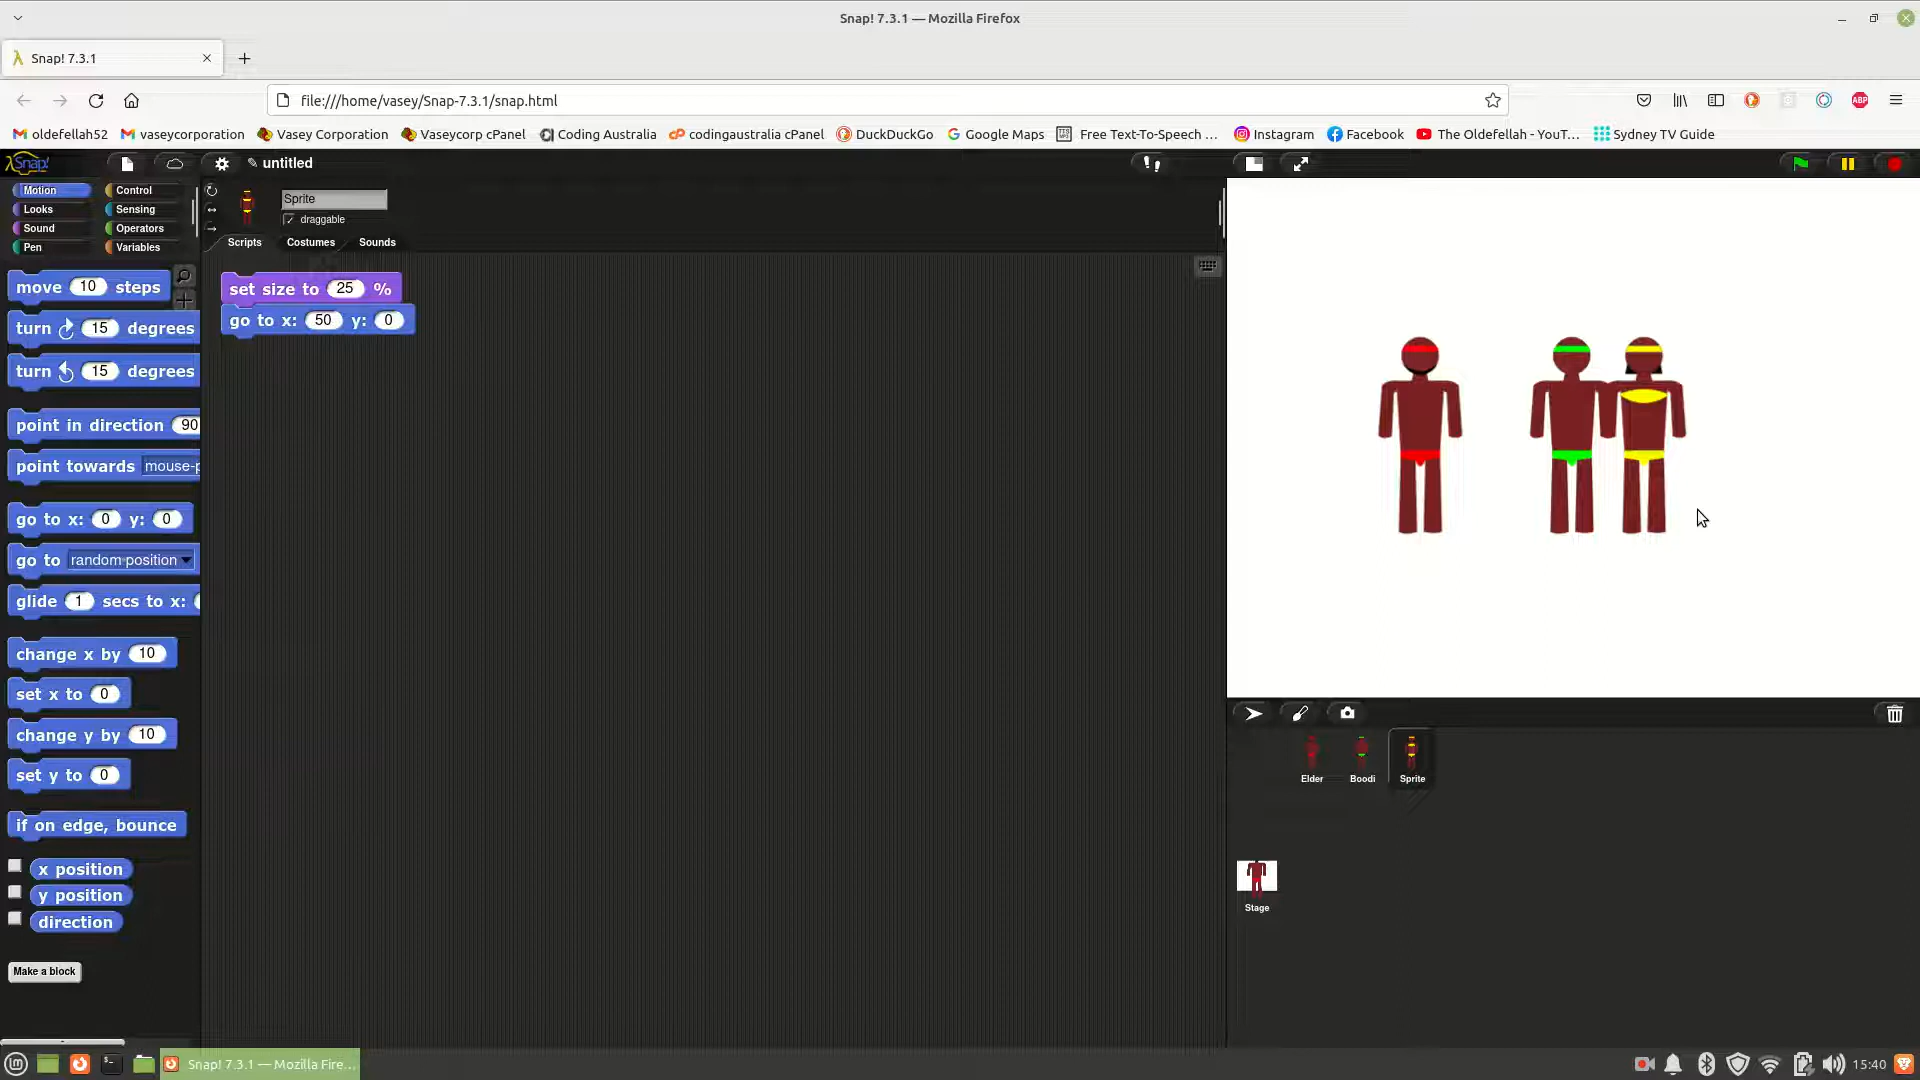 Snap! 7.3.1 — Mozilla Firefox
Snap! 7.3.1
file:///home/vasey/Snap-7.3.1/snap.html
oldefellah52 vaseycorporation Vasey Corporation Vaseycorp cPanel Coding Australia codingaustralia cPanel DuckDuckGo Google Maps Free Text-To-Speech ... Instagram Facebook The Oldefellah - YouT... Sydney TV Guide
Snap! untitled
Motion Control
Looks Sensing
Sound Operators
Pen Variables
Sprite
draggable
Scripts Costumes Sounds
set size to 25 %
go to x: 50 y: 0
move 10 steps
turn 15 degrees
turn 15 degrees
point in direction 90
point towards mouse-p
go to x: 0 y: 0
go to random position
glide 1 secs to x:
change x by 10
set x to 0
change y by 10
set y to 0
if on edge, bounce
x position
y position
direction
Make a block
Elder Boodi Sprite
Stage
Snap! 7.3.1 — Mozilla Fire...
15:40